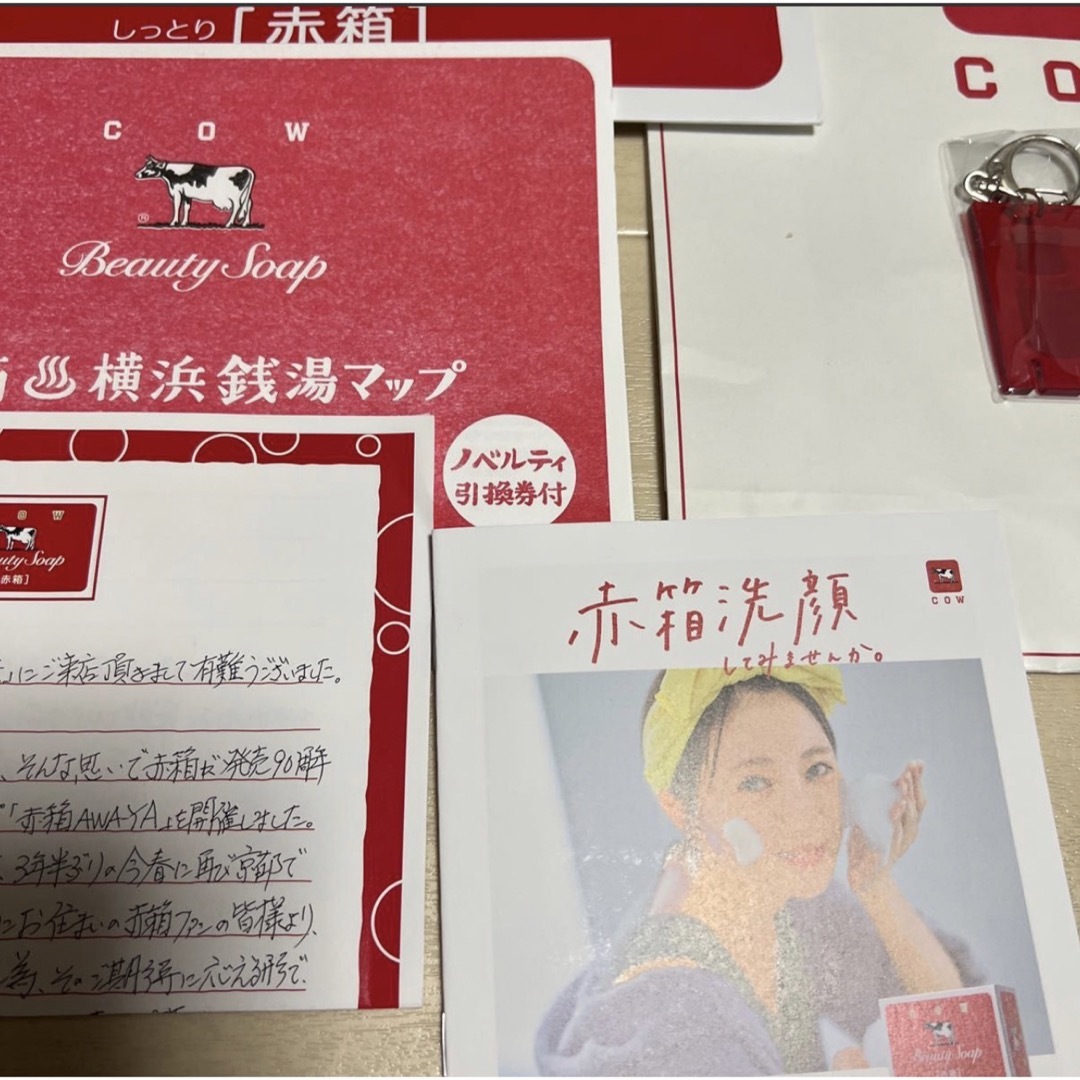 しっとり [赤箱]
COW
®
Beauty Soap
♨横浜銭湯マップ
ノベルティ
引換券付
CO
OW
uty Soap
赤箱]
にご来店頂きまして有難うございました。
、そんな思いで赤箱が発売90周年
「赤箱AWA-YA」を開催しました。
、3年半ぶりの今春に再び京都で
にお住まいの赤箱ファンの皆様より、
為、そのご期待に応える形で、
赤箱洗顔
してみませんか。
COW
Beauty Soap